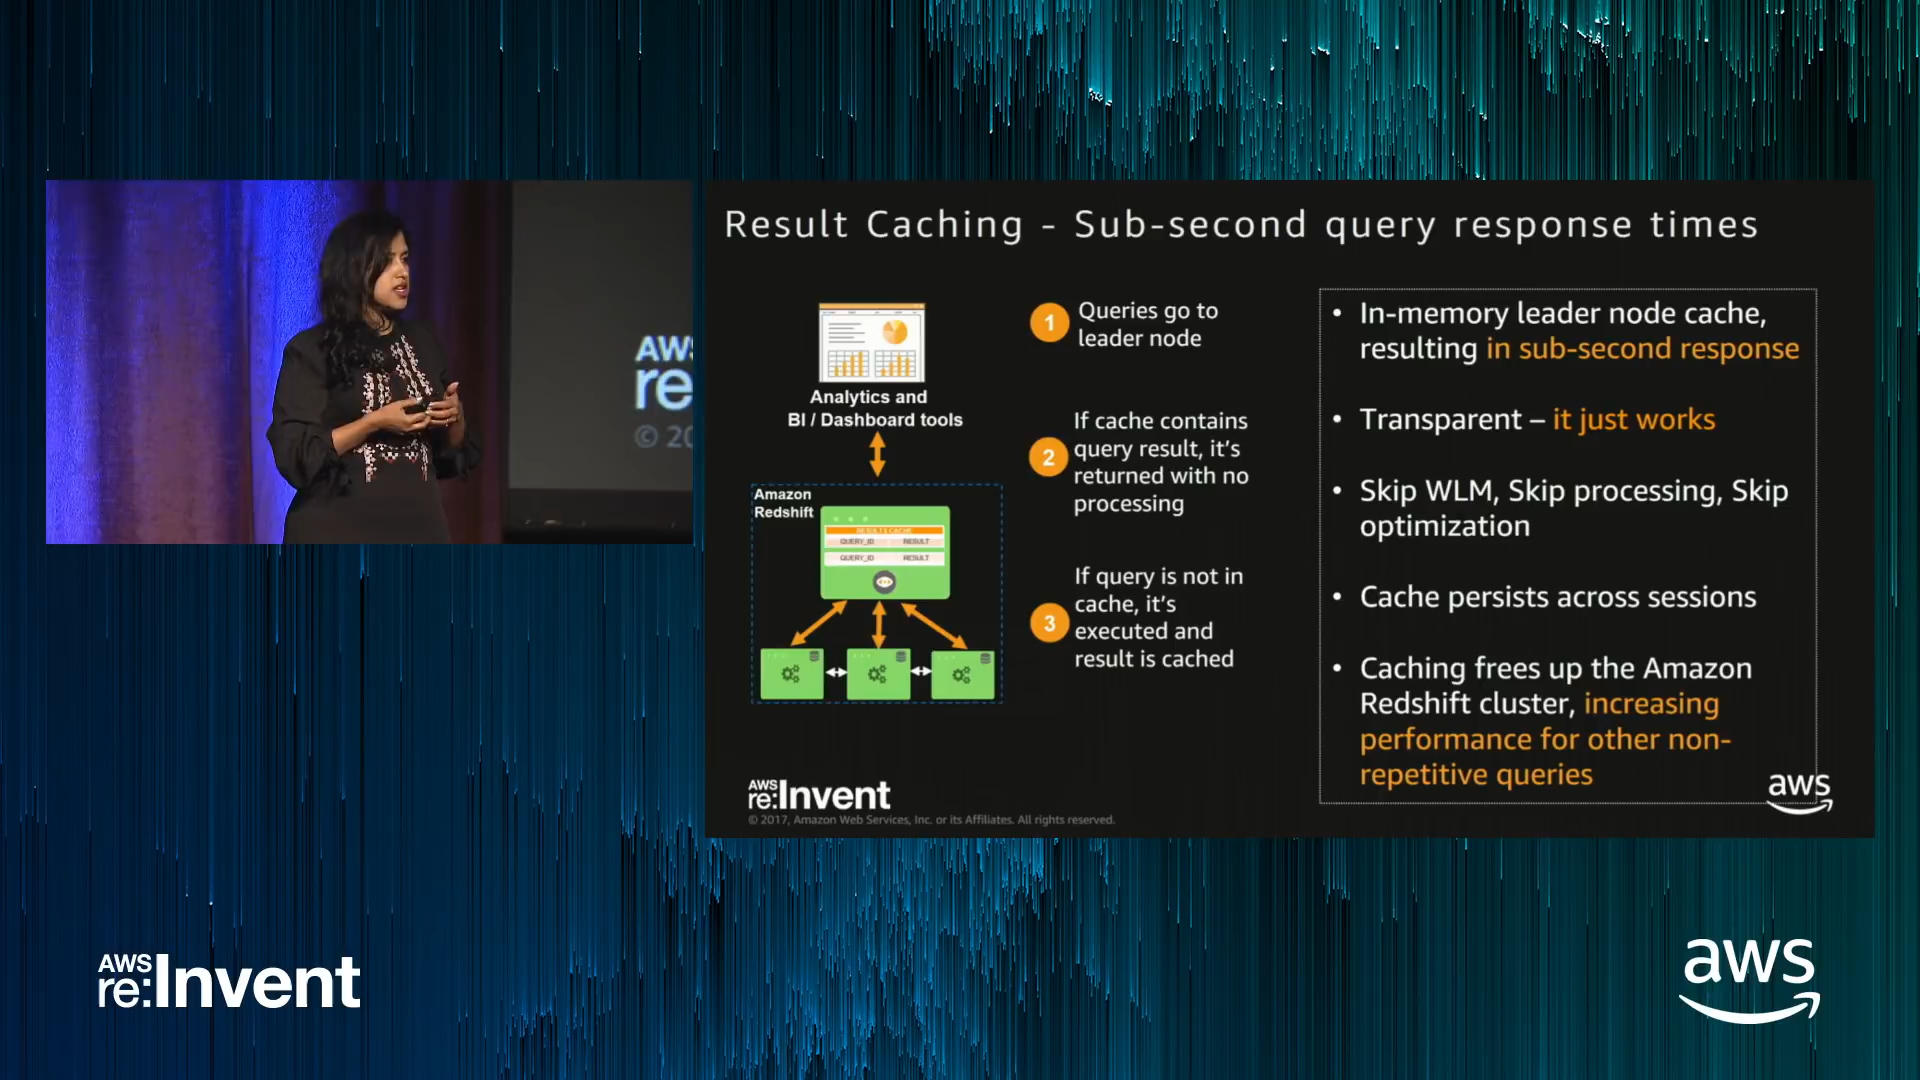 AWS
re
© 20
Result Caching - Sub-second query response times
Analytics and
BI / Dashboard tools
Amazon
Redshift
RESULTS CACHE
QUERY_ID RESULT
QUERY_ID RESULT
1
Queries go to
leader node
2
If cache contains
query result, it's
returned with no
processing
3
If query is not in
cache, it's
executed and
result is cached
• In-memory leader node cache,
resulting in sub-second response
• Transparent – it just works
• Skip WLM, Skip processing, Skip
optimization
• Cache persists across sessions
• Caching frees up the Amazon
Redshift cluster, increasing
performance for other non-
repetitive queries
AWS
re:Invent
© 2017, Amazon Web Services, Inc. or its Affiliates. All rights reserved.
aws
AWS
re:Invent
aws